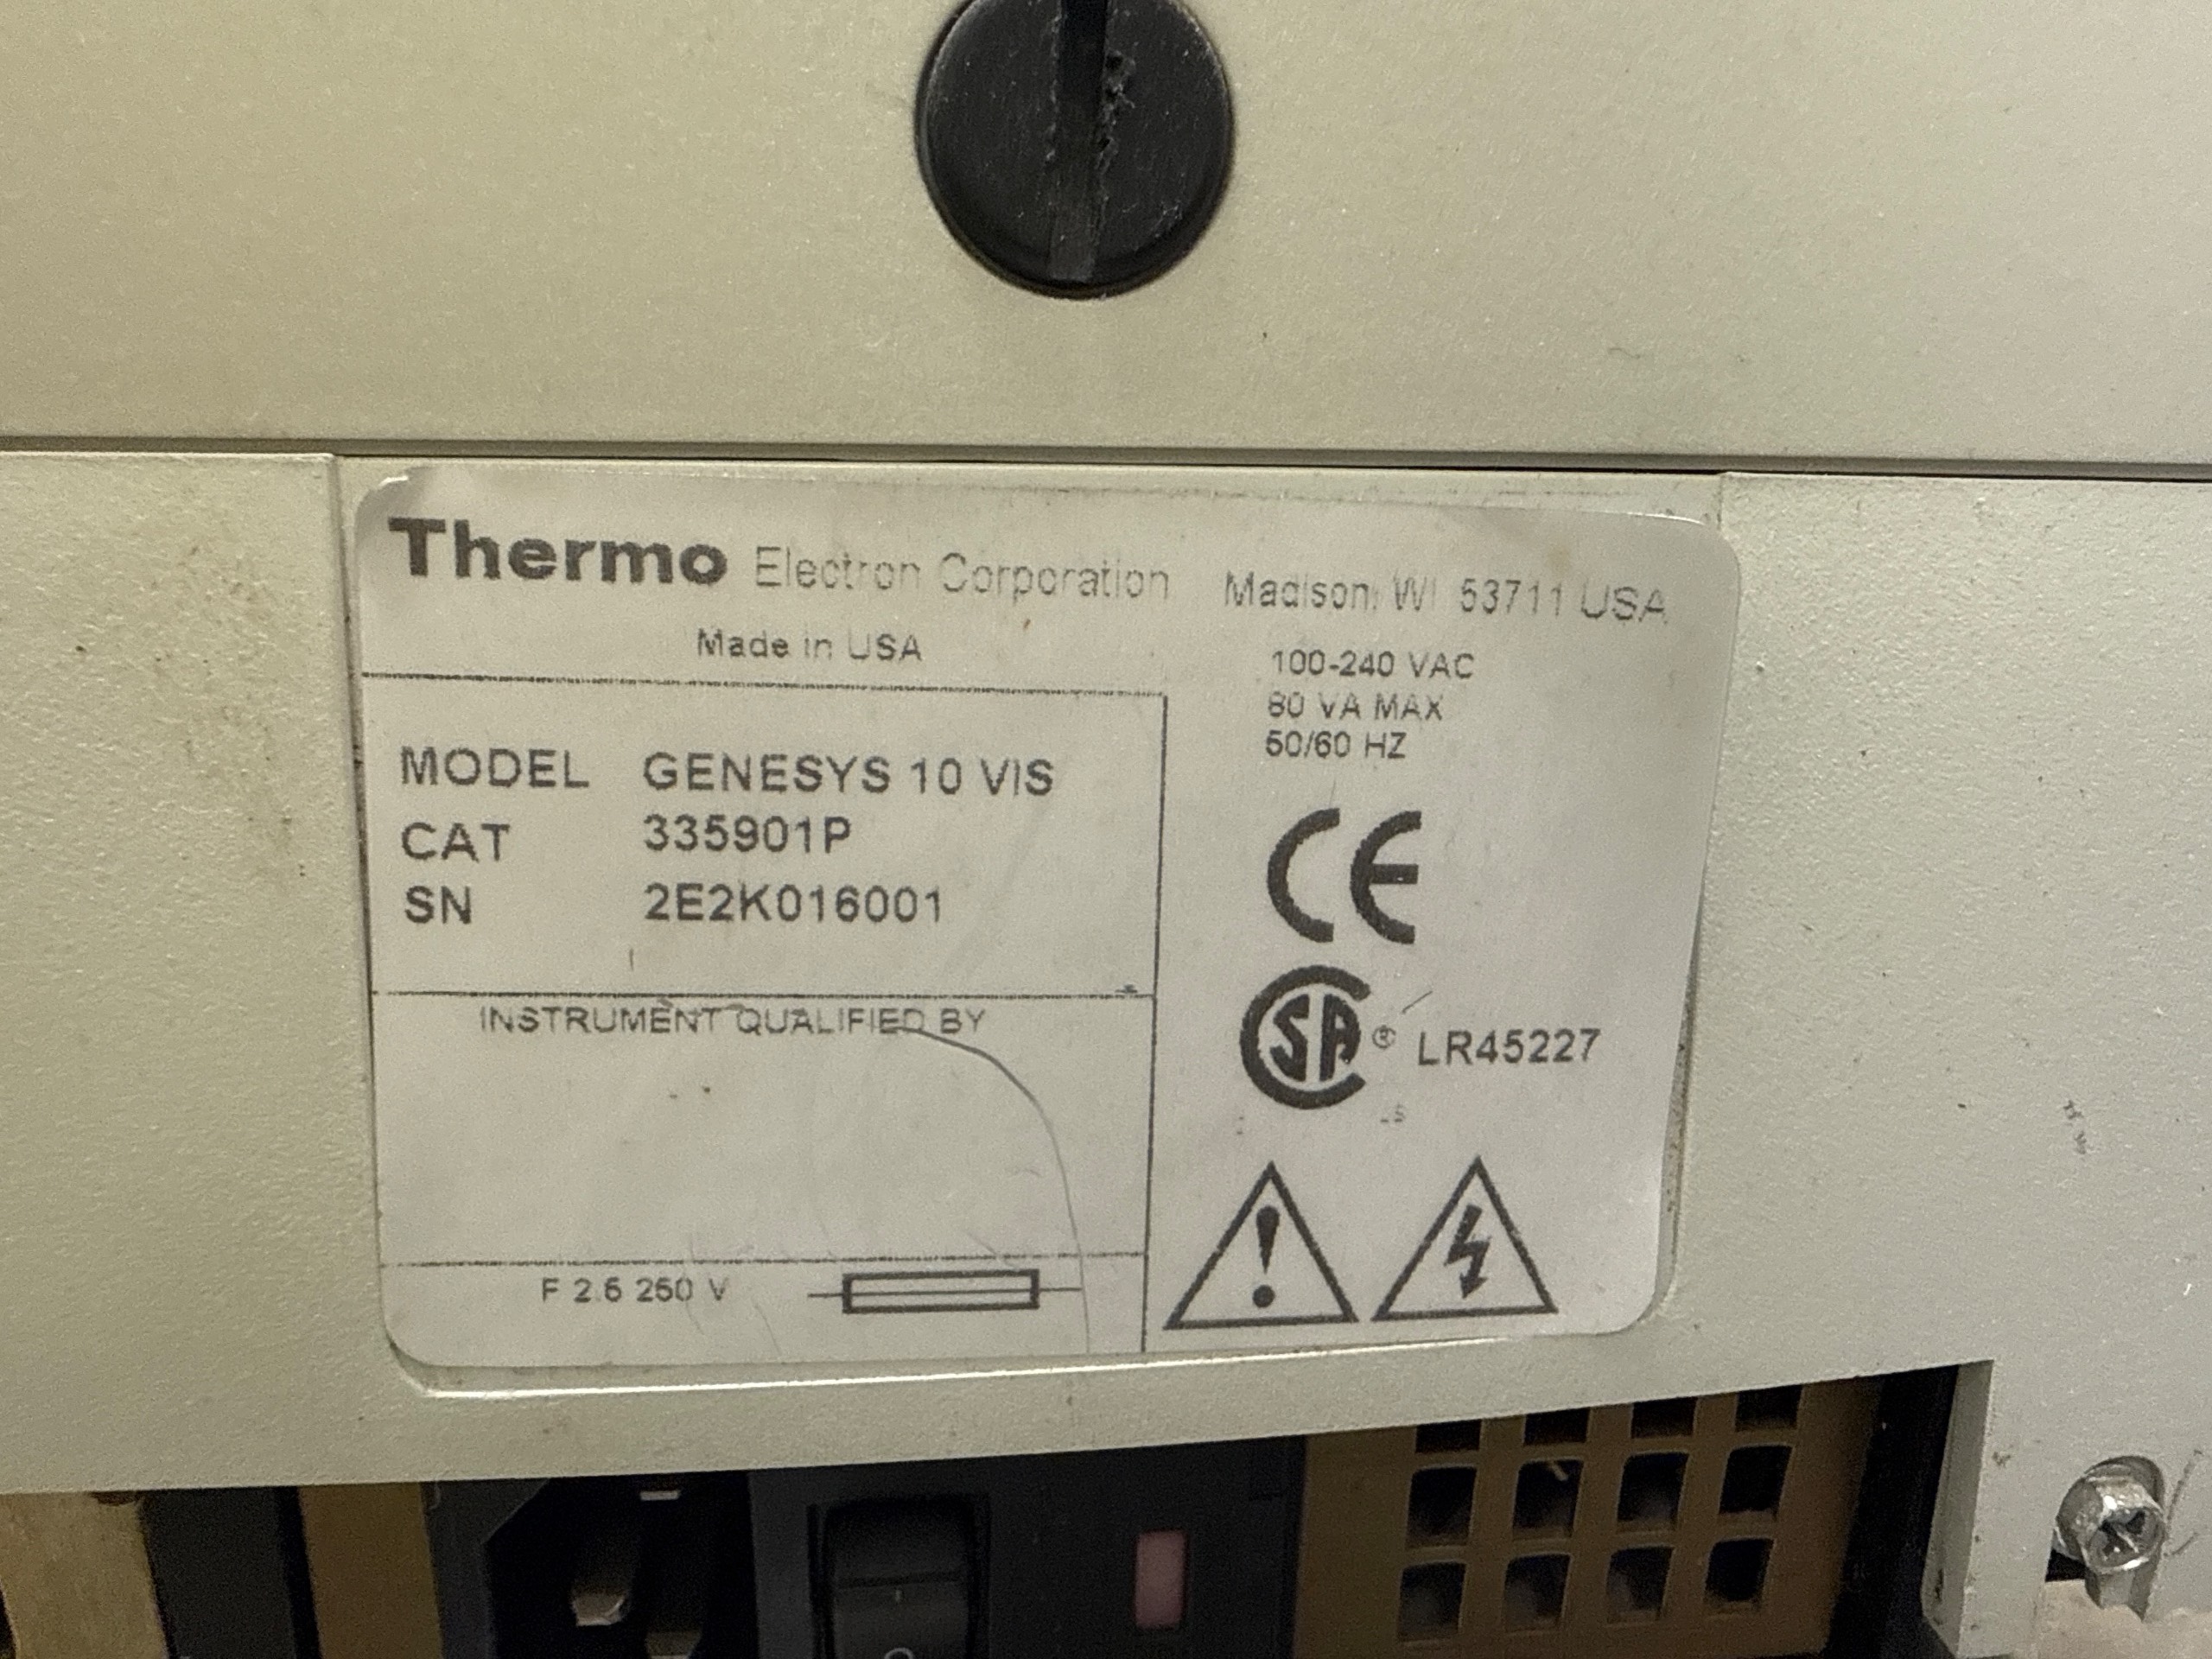 Thermo Electron Corporation Madison, WI 53711 USA
Made in USA
100-240 VAC
80 VA MAX
50/60 HZ
MODEL GENESYS 10 VIS
CAT 335901P
SN 2E2K016001
CE
INSTRUMENT QUALIFIED BY
CSA ® LR45227
F 2.5 250 V